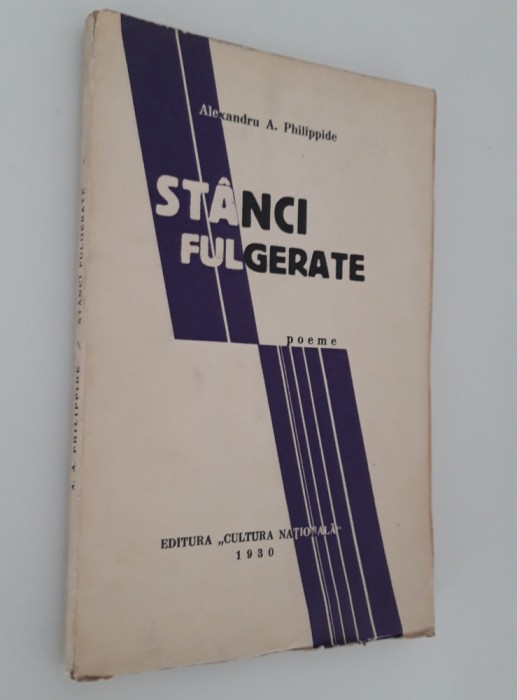 Alexandru A. Philippide
STÂNCI
FULGERATE
poeme
EDITURA „CULTURA NAȚIONALĂ"
1930
A. A. PHILIPPIDE / STÂNCI FULGERATE